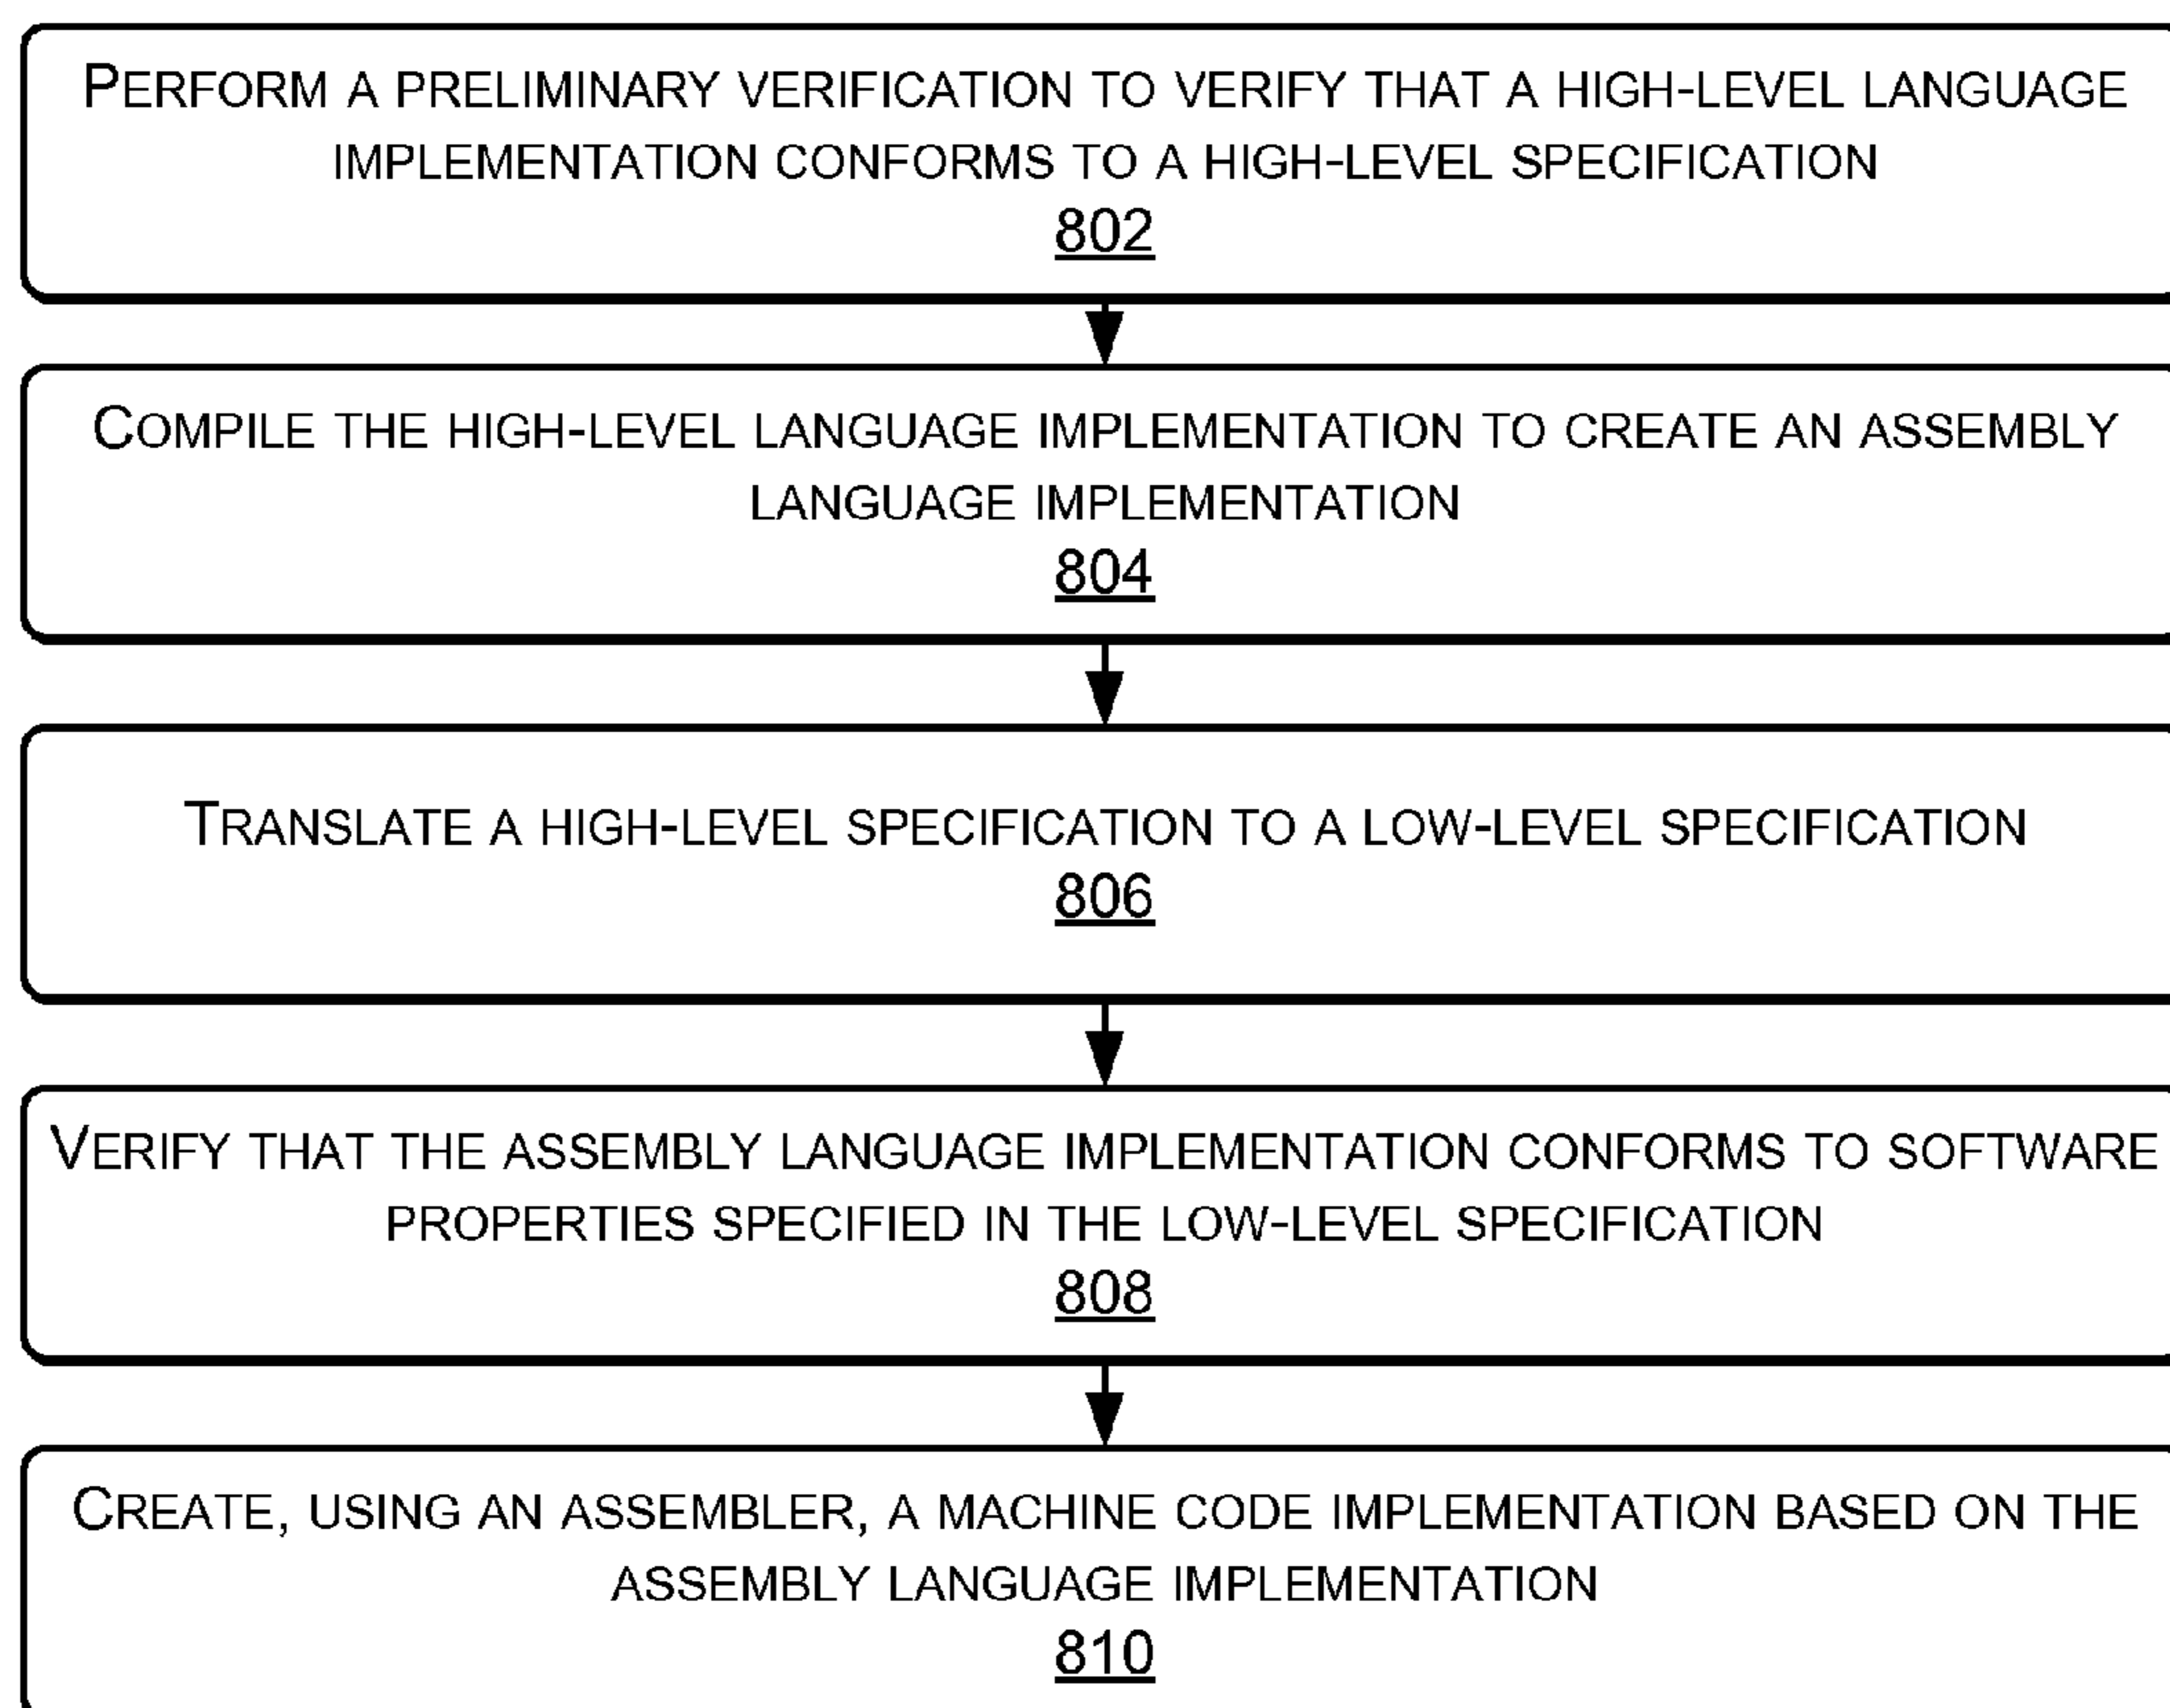 PERFORM A PRELIMINARY VERIFICATION TO VERIFY THAT A HIGH-LEVEL LANGUAGE
IMPLEMENTATION CONFORMS TO A HIGH-LEVEL SPECIFICATION
802
COMPILE THE HIGH-LEVEL LANGUAGE IMPLEMENTATION TO CREATE AN ASSEMBLY
LANGUAGE IMPLEMENTATION
804
TRANSLATE A HIGH-LEVEL SPECIFICATION TO A LOW-LEVEL SPECIFICATION
806
VERIFY THAT THE ASSEMBLY LANGUAGE IMPLEMENTATION CONFORMS TO SOFTWARE
PROPERTIES SPECIFIED IN THE LOW-LEVEL SPECIFICATION
808
CREATE, USING AN ASSEMBLER, A MACHINE CODE IMPLEMENTATION BASED ON THE
ASSEMBLY LANGUAGE IMPLEMENTATION
810